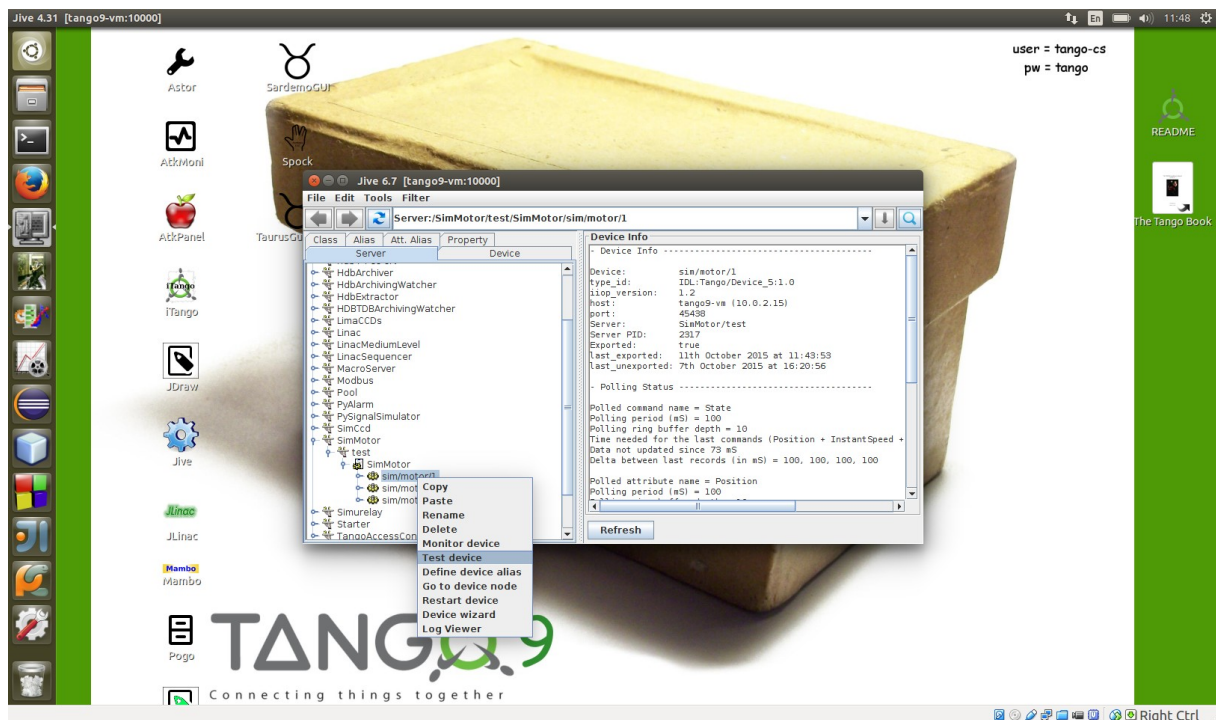 Jive 4.31 [tango9-vm:10000]
En
11:48
user = tango-cs
pw = tango
Astor
SardemoGUI
AtkMoni
Spock
AtkPanel
TaurusGu
iTango
iTango
JDraw
Jive
JLinac
JLinac
Mambo
Mambo
Pogo
README
The Tango Book
Jive 6.7 [tango9-vm:10000]
File Edit Tools Filter
Server:/SimMotor/test/SimMotor/sim/motor/1
Class Alias Att. Alias Property
Server Device
HdbArchiver
HdbArchivingWatcher
HdbExtractor
HDBTDBArchivingWatcher
LimaCCDs
Linac
LinacMediumLevel
LinacSequencer
MacroServer
Modbus
Pool
PyAlarm
PySignalSimulator
SimCcd
SimMotor
test
SimMotor
sim/motor/1
sim/mot
sim/mot
Simurelay
Starter
TangoAccessCon
Copy
Paste
Rename
Delete
Monitor device
Test device
Define device alias
Go to device node
Restart device
Device wizard
Log Viewer
Device Info
- Device Info ----------------------------------------
Device: sim/motor/1
type_id: IDL:Tango/Device_5:1.0
iiop_version: 1.2
host: tango9-vm (10.0.2.15)
port: 45438
Server: SimMotor/test
Server PID: 2317
Exported: true
last_exported: 11th October 2015 at 11:43:53
last_unexported: 7th October 2015 at 16:20:56
- Polling Status -------------------------------------
Polled command name = State
Polling period (mS) = 100
Polling ring buffer depth = 10
Time needed for the last commands (Position + InstantSpeed +
Data not updated since 73 mS
Delta between last records (in mS) = 100, 100, 100, 100
Polled attribute name = Position
Polling period (mS) = 100
Refresh
TANGO 9
Connecting things together
Right Ctrl